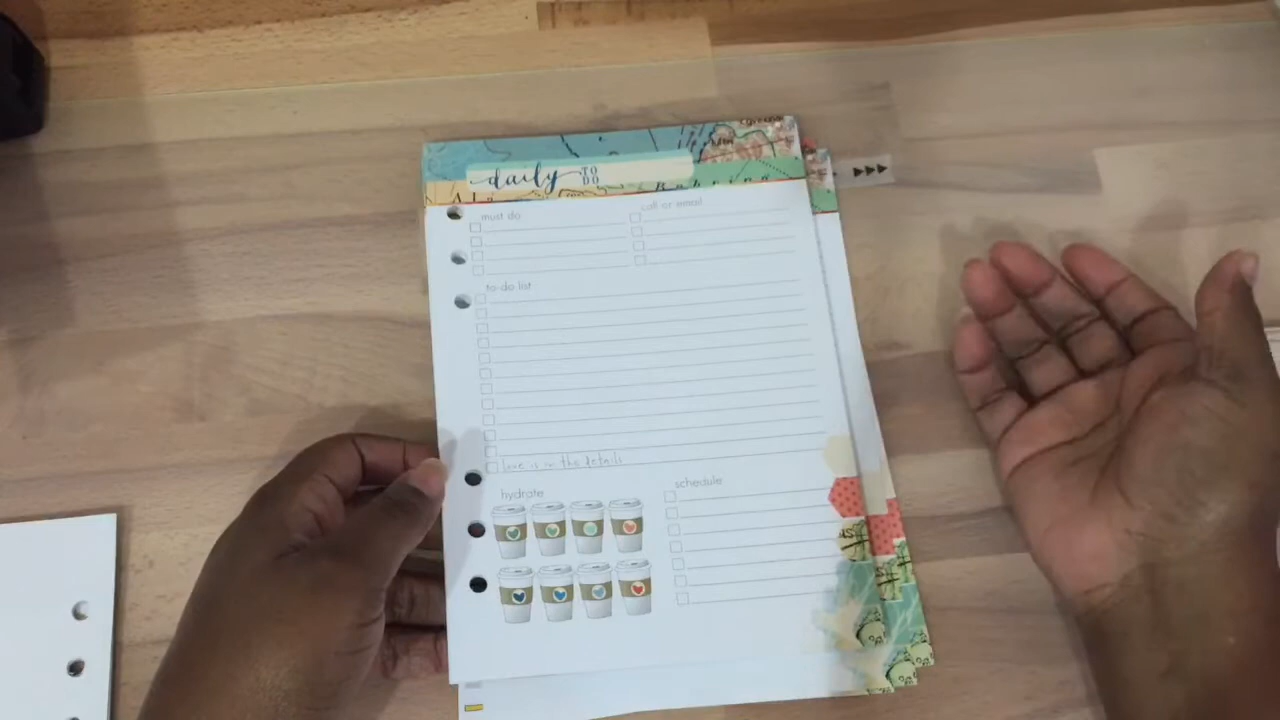 daily TO DO
must do
call or email
to do list
Love is in the details
hydrate
schedule